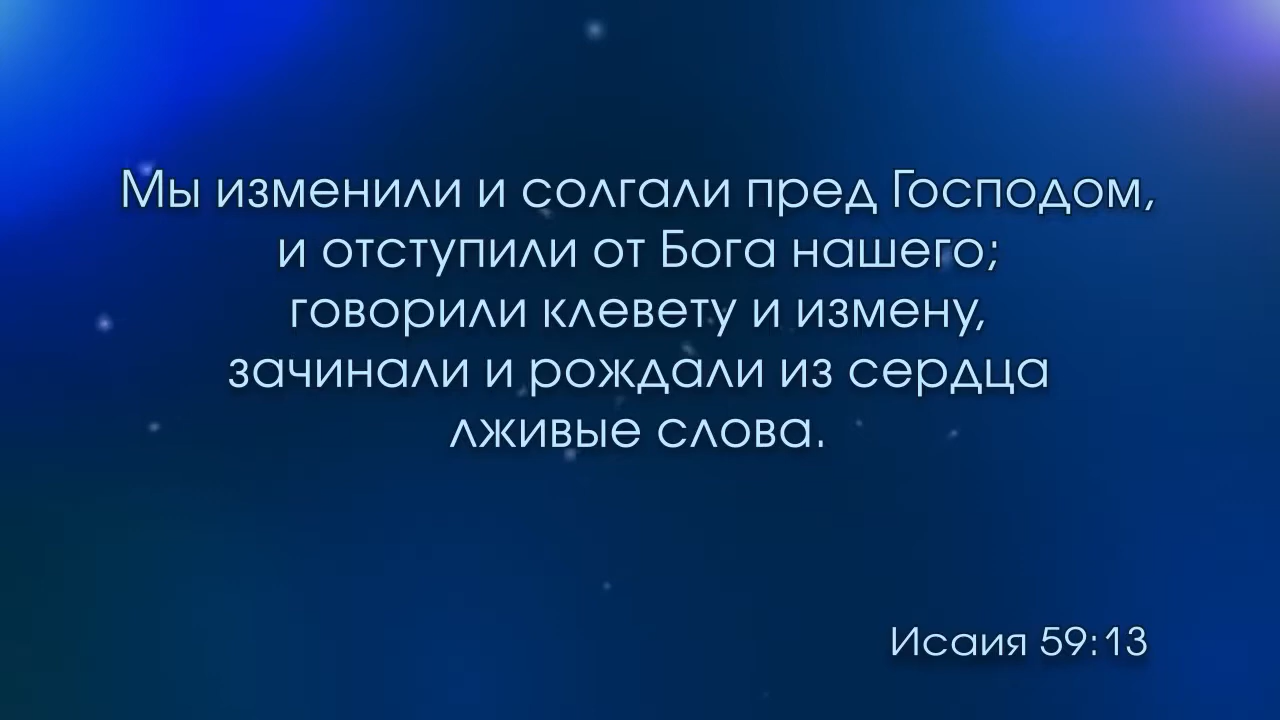 Мы изменили и солгали пред Господом,
и отступили от Бога нашего;
говорили клевету и измену,
зачинали и рождали из сердца
лживые слова.
Исаия 59:13